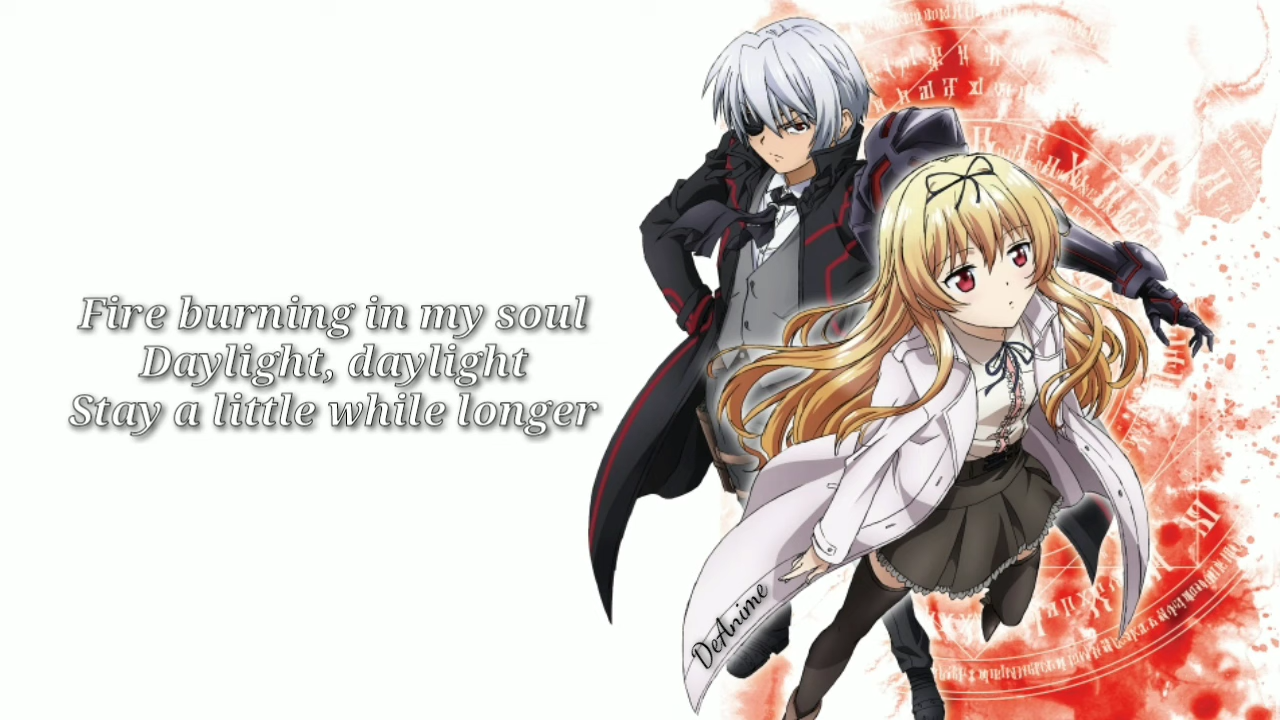 Fire burning in my soul
Daylight, daylight
Stay a little while longer
DeAnime